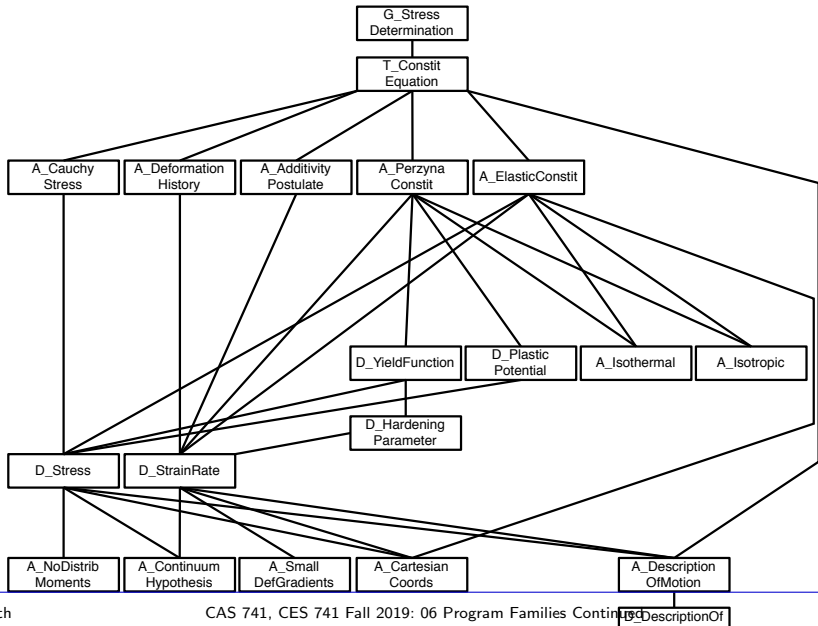 G_Stress
Determination
T_Constit
Equation
A_Cauchy
Stress
A_Deformation
History
A_Additivity
Postulate
A_Perzyna
Constit
A_ElasticConstit
D_YieldFunction
D_Plastic
Potential
A_Isothermal
A_Isotropic
D_Hardening
Parameter
D_Stress
D_StrainRate
A_NoDistrib
Moments
A_Continuum
Hypothesis
A_Small
DefGradients
A_Cartesian
Coords
A_Description
OfMotion
D_DescriptionOf
ch
CAS 741, CES 741 Fall 2019: 06 Program Families Continued